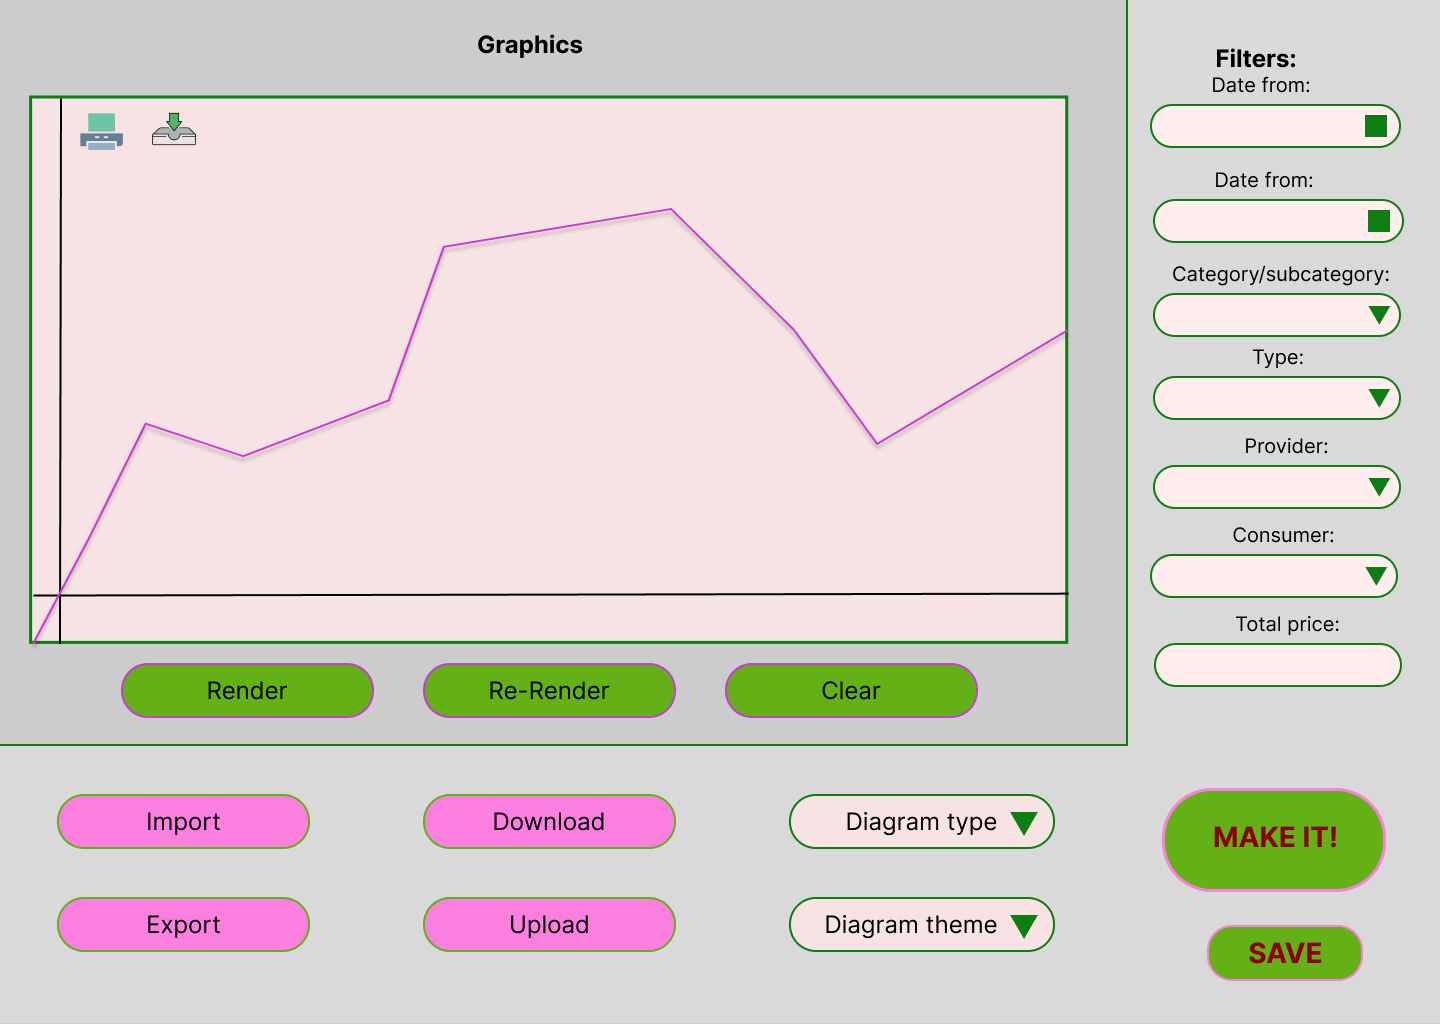 Graphics
Filters:
Date from:
Date from:
Category/subcategory:
Type:
Provider:
Consumer:
Total price:
Render
Re-Render
Clear
Import
Download
Diagram type
MAKE IT!
Export
Upload
Diagram theme
SAVE